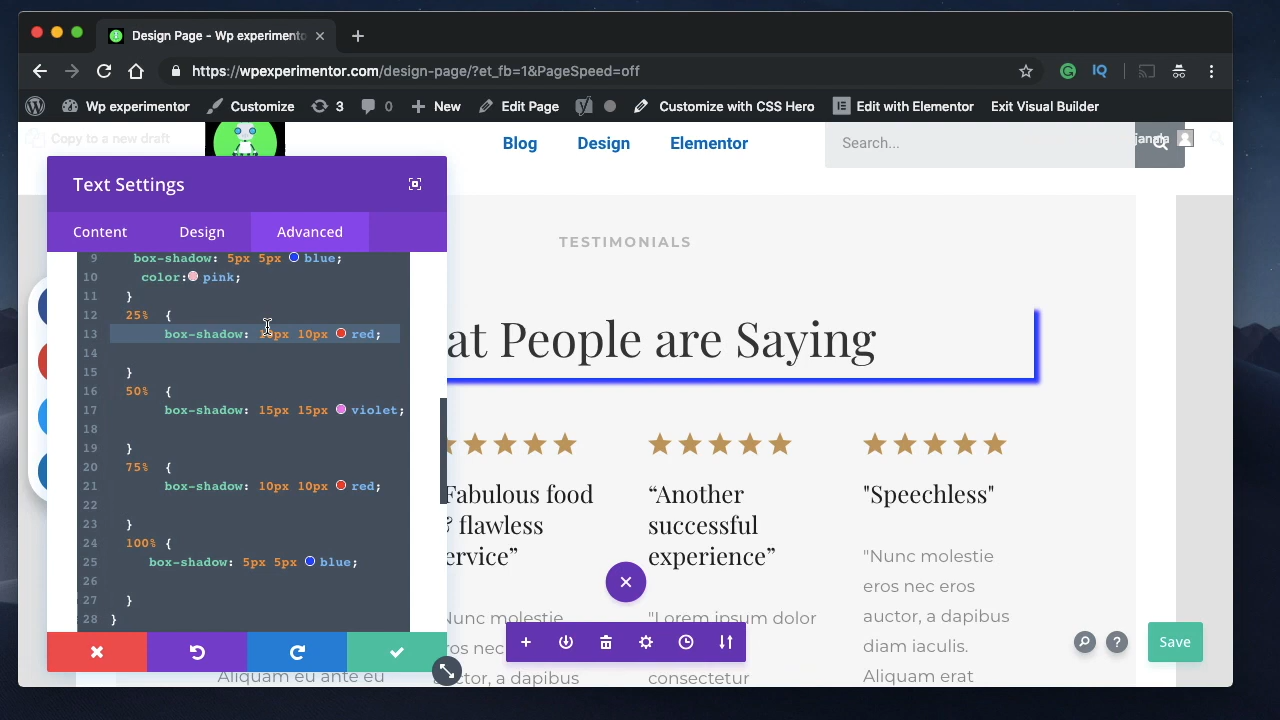 Design Page - Wp experimento
https://wpexperimentor.com/design-page/?et_fb=1&PageSpeed=off
Wp experimentor Customize 3 0 New Edit Page Customize with CSS Hero Edit with Elementor Exit Visual Builder
Copy to a new draft
Blog Design Elementor Search...
Text Settings
Content Design Advanced
9 box-shadow: 5px 5px blue;
10 color: pink;
11 }
12 25% {
13 box-shadow: 10px 10px red;
14
15 }
16 50% {
17 box-shadow: 15px 15px violet;
18
19 }
20 75% {
21 box-shadow: 10px 10px red;
22
23 }
24 100% {
25 box-shadow: 5px 5px blue;
26
27 }
28 }
TESTIMONIALS
at People are Saying
Fabulous food
flawless
ervice”
“Another
successful
experience”
"Speechless"
Nunc molestie
ros nec
auctor, a dapibus
"Lorem ipsum dolor
consectetur
"Nunc molestie
eros nec eros
auctor, a dapibus
diam iaculis.
Aliquam erat
Aliquam eu ante eu
Save